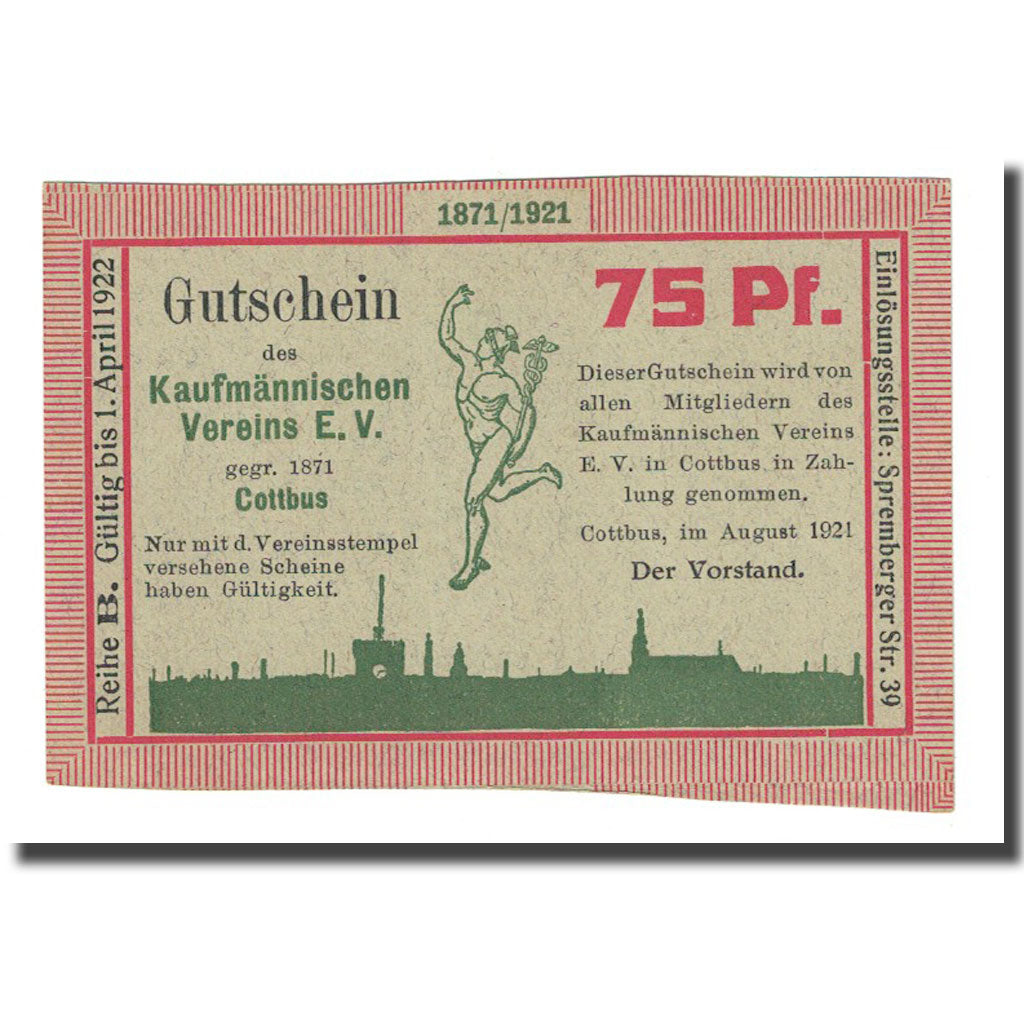 1871/1921
Reihe B. Gültig bis 1. April 1922
Gutschein
des
Kaufmännischen
Vereins E. V.
gegr. 1871
Cottbus
Nur mit d. Vereinsstempel
versehene Scheine
haben Gültigkeit.
75 Pf.
Dieser Gutschein wird von
allen Mitgliedern des
Kaufmännischen Vereins
E. V. in Cottbus in Zah-
lung genommen.
Cottbus, im August 1921
Der Vorstand.
Einlösungsstelle: Spremberger Str. 39